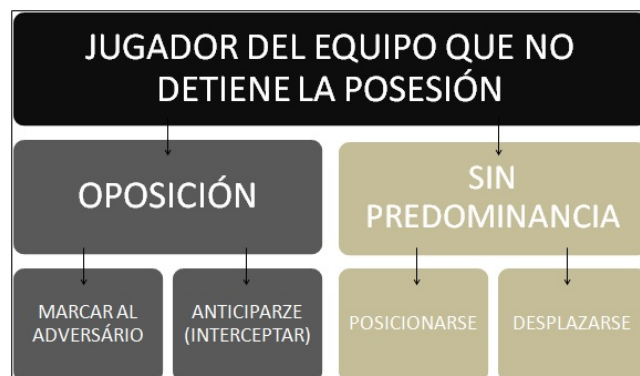 JUGADOR DEL EQUIPO QUE NO
DETIENE LA POSESIÓN
OPOSICIÓN
SIN
PREDOMINANCIA
MARCAR AL
ADVERSÁRIO
ANTICIPARZE
(INTERCEPTAR)
POSICIONARSE
DESPLAZARSE